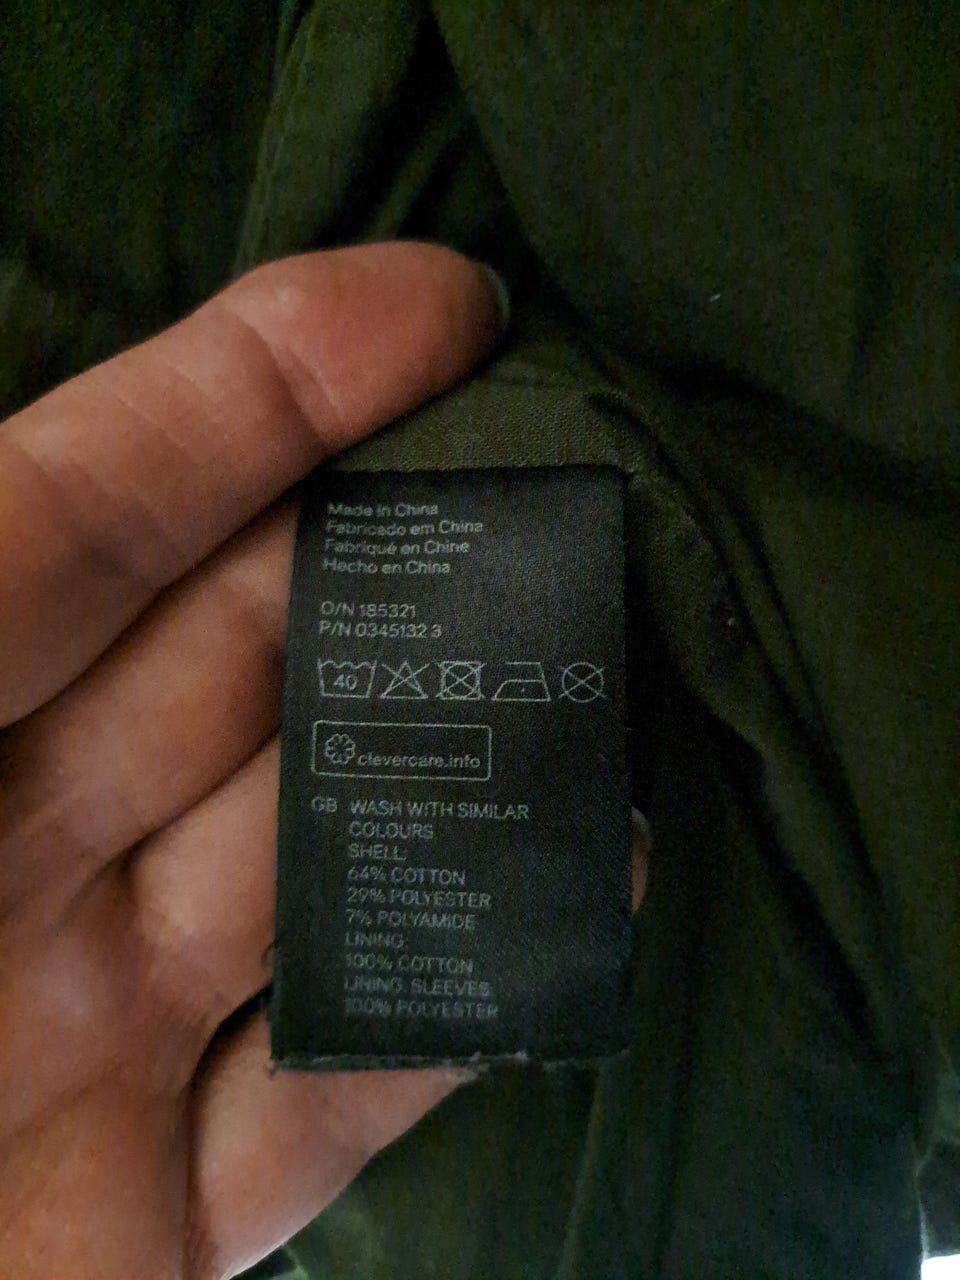 Made in China
Fabricado em China
Fabriqué en Chine
Hecho en China
O/N 185321
P/N 0345132 3
40
clevercare.info
GB WASH WITH SIMILAR
COLOURS
SHELL:
64% COTTON
29% POLYESTER
7% POLYAMIDE
LINING:
100% COTTON
LINING SLEEVES:
100% POLYESTER